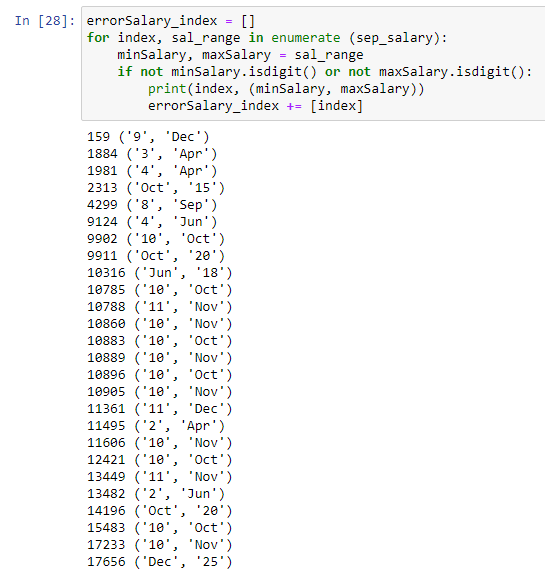 In [28]: errorSalary_index = []
for index, sal_range in enumerate (sep_salary):
    minSalary, maxSalary = sal_range
    if not minSalary.isdigit() or not maxSalary.isdigit():
        print(index, (minSalary, maxSalary))
        errorSalary_index += [index]
159 ('9', 'Dec')
1884 ('3', 'Apr')
1981 ('4', 'Apr')
2313 ('Oct', '15')
4299 ('8', 'Sep')
9124 ('4', 'Jun')
9902 ('10', 'Oct')
9911 ('Oct', '20')
10316 ('Jun', '18')
10785 ('10', 'Oct')
10788 ('11', 'Nov')
10860 ('10', 'Nov')
10883 ('10', 'Oct')
10889 ('10', 'Nov')
10896 ('10', 'Oct')
10905 ('10', 'Nov')
11361 ('11', 'Dec')
11495 ('2', 'Apr')
11606 ('10', 'Nov')
12421 ('10', 'Oct')
13449 ('11', 'Nov')
13482 ('2', 'Jun')
14196 ('Oct', '20')
15483 ('10', 'Oct')
17233 ('10', 'Nov')
17656 ('Dec', '25')